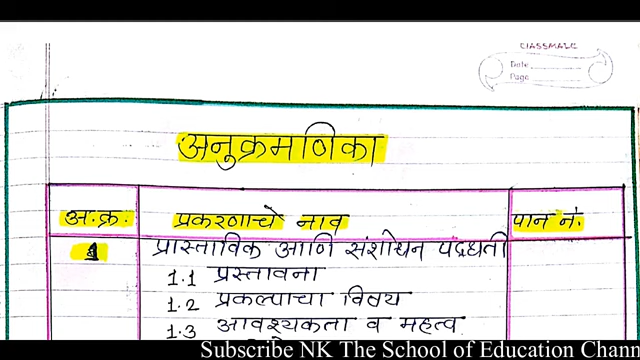 CLASSMATE
Date
Page
अनुक्रमणिका
अ.क्र. प्रकरणाचे नाव पान नं.
1 प्रास्ताविक आणि संशोधन पद्धती
1.1 प्रस्तावना
1.2 प्रकल्पाचा विषय
1.3 आवश्यकता व महत्व
Subscribe NK The School of Education Chann